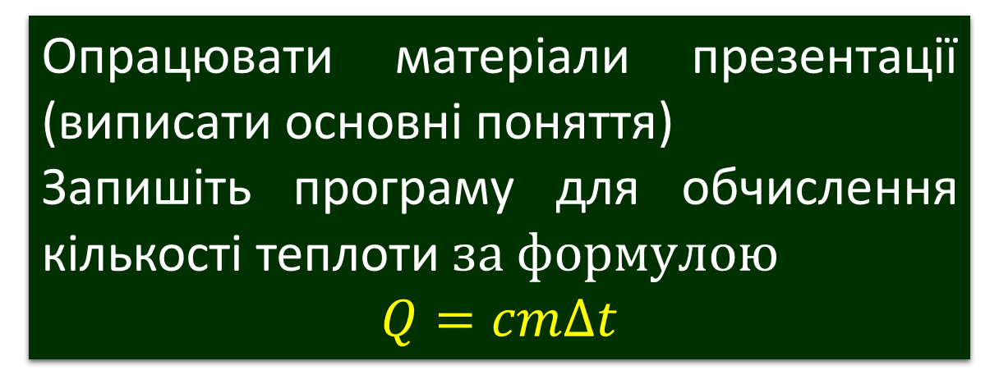 Опрацювати матеріали презентації
(виписати основні поняття)
Запишіть програму для обчислення
кількості теплоти за формулою
Q = cmΔt